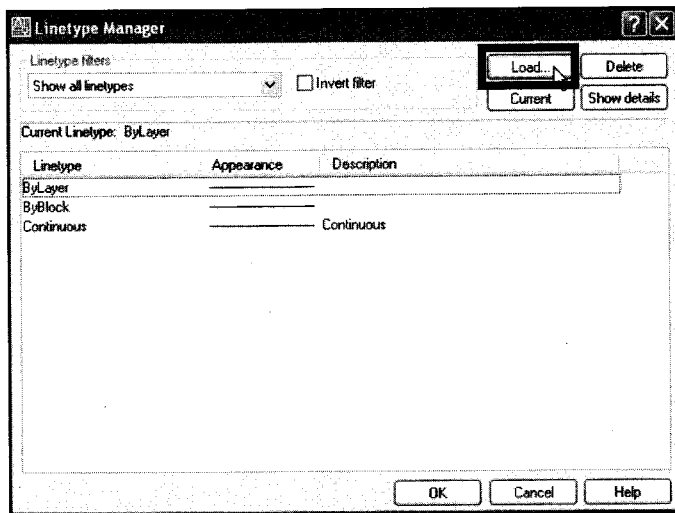 Linetype Manager
Linetype filters
Show all linetypes
Invert filter
Load...
Delete
Current
Show details
Current Linetype: ByLayer
Linetype Appearance Description
ByLayer
ByBlock
Continuous Continuous
OK Cancel Help